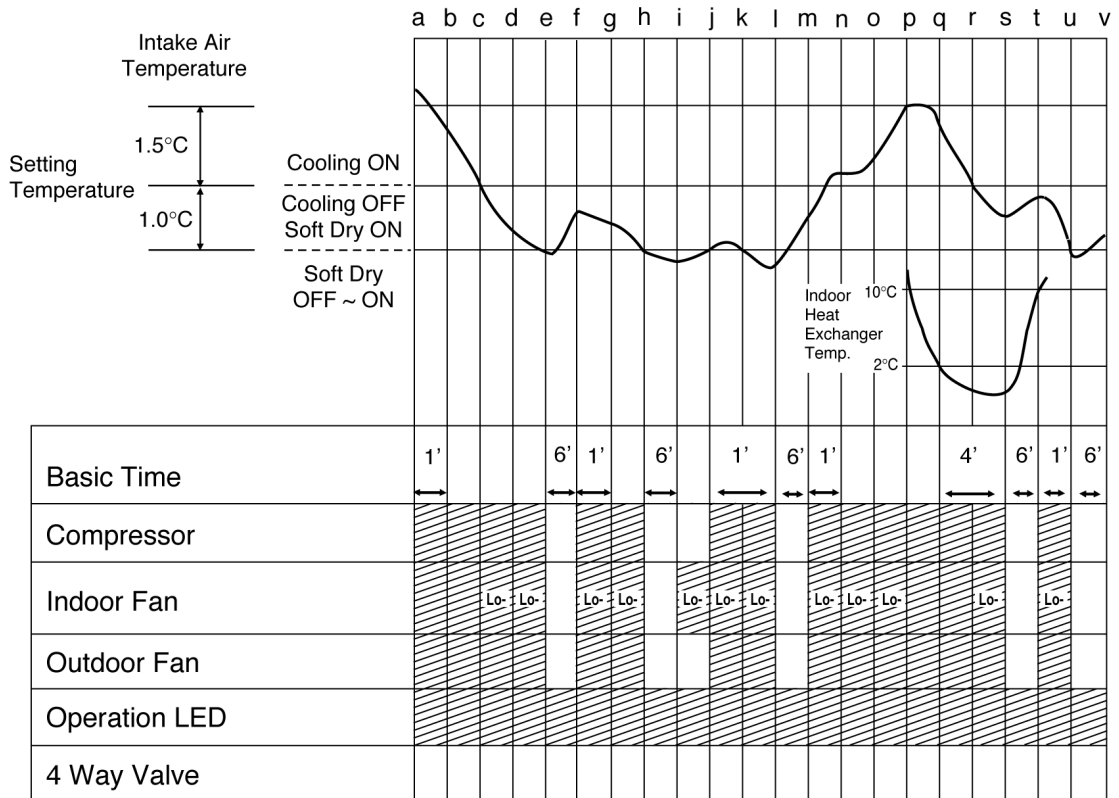 a b c d e f g h i j k l m n o p q r s t u v
Intake Air
Temperature
1.5°C
Setting
Temperature
1.0°C
Cooling ON
Cooling OFF
Soft Dry ON
Soft Dry
OFF ~ ON
Indoor
Heat
Exchanger
Temp.
10°C
2°C
Basic Time 1’ 6’ 1’ 6’ 1’ 6’ 1’ 4’ 6’ 1’ 6’
Compressor
Indoor Fan Lo- Lo- Lo- Lo- Lo- Lo- Lo- Lo- Lo- Lo- Lo- Lo-
Outdoor Fan
Operation LED
4 Way Valve